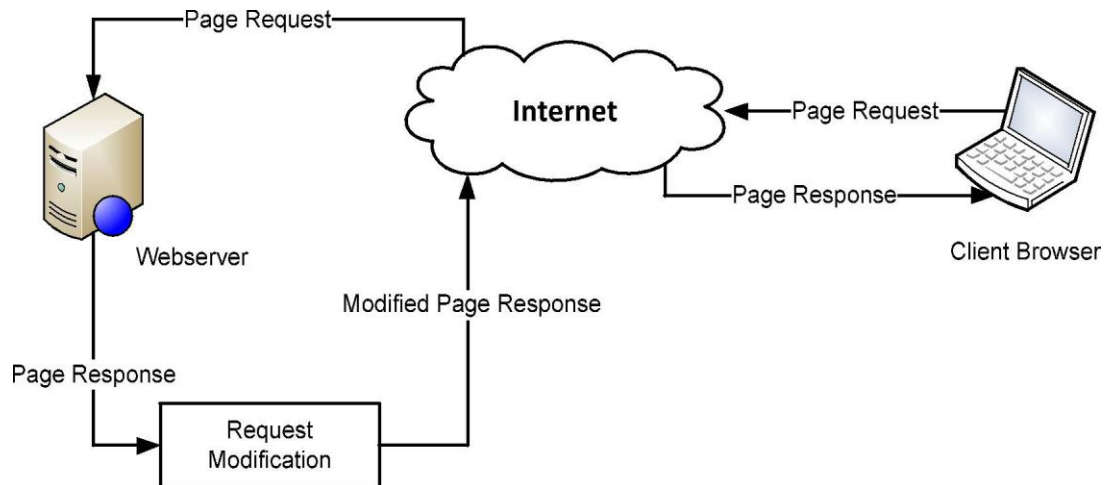 Page Request
Internet
Page Request
Page Response
Webserver
Client Browser
Modified Page Response
Page Response
Request
Modification